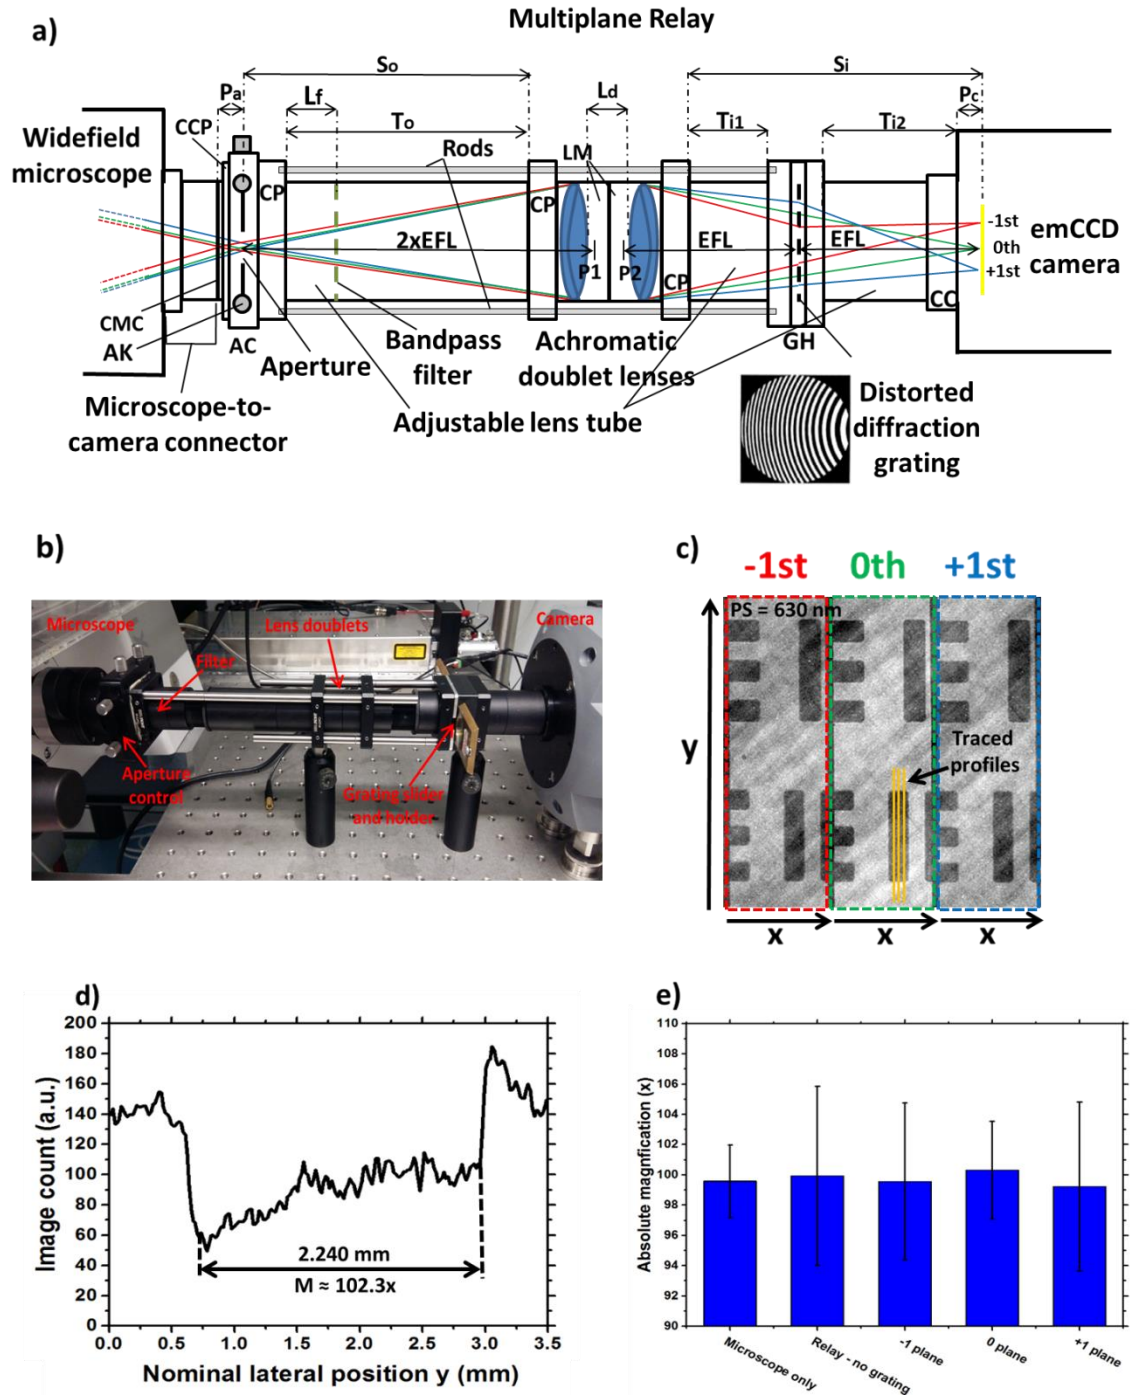 Multiplane Relay
a)
So
Si
Pa
Lf
Ld
Pc
CCP
To
Ti1
Ti2
Widefield
microscope
Rods
LM
CP
CP
-1st
2xEFL
EFL
EFL
0th
emCCD
P1
P2
+1st
camera
CP
CC
CMC
AK
AC
Aperture
Bandpass
filter
Achromatic
doublet lenses
GH
Microscope-to-
camera connector
Adjustable lens tube
Distorted
diffraction
grating
b)
c)
-1st
0th
+1st
Microscope
Lens doublets
Camera
Filter
Aperture
control
Grating slider
and holder
PS = 630 nm
y
Traced
profiles
x
x
x
d)
200
180
160
140
120
100
80
60
40
20
0
Image count (a.u.)
2.240 mm
M ≈ 102.3x
0.0
0.5
1.0
1.5
2.0
2.5
3.0
3.5
Nominal lateral position y (mm)
e)
110
108
106
104
102
100
98
96
94
92
90
Absolute magnfication (x)
Microscope only
Relay - no grating
-1 plane
0 plane
+1 plane